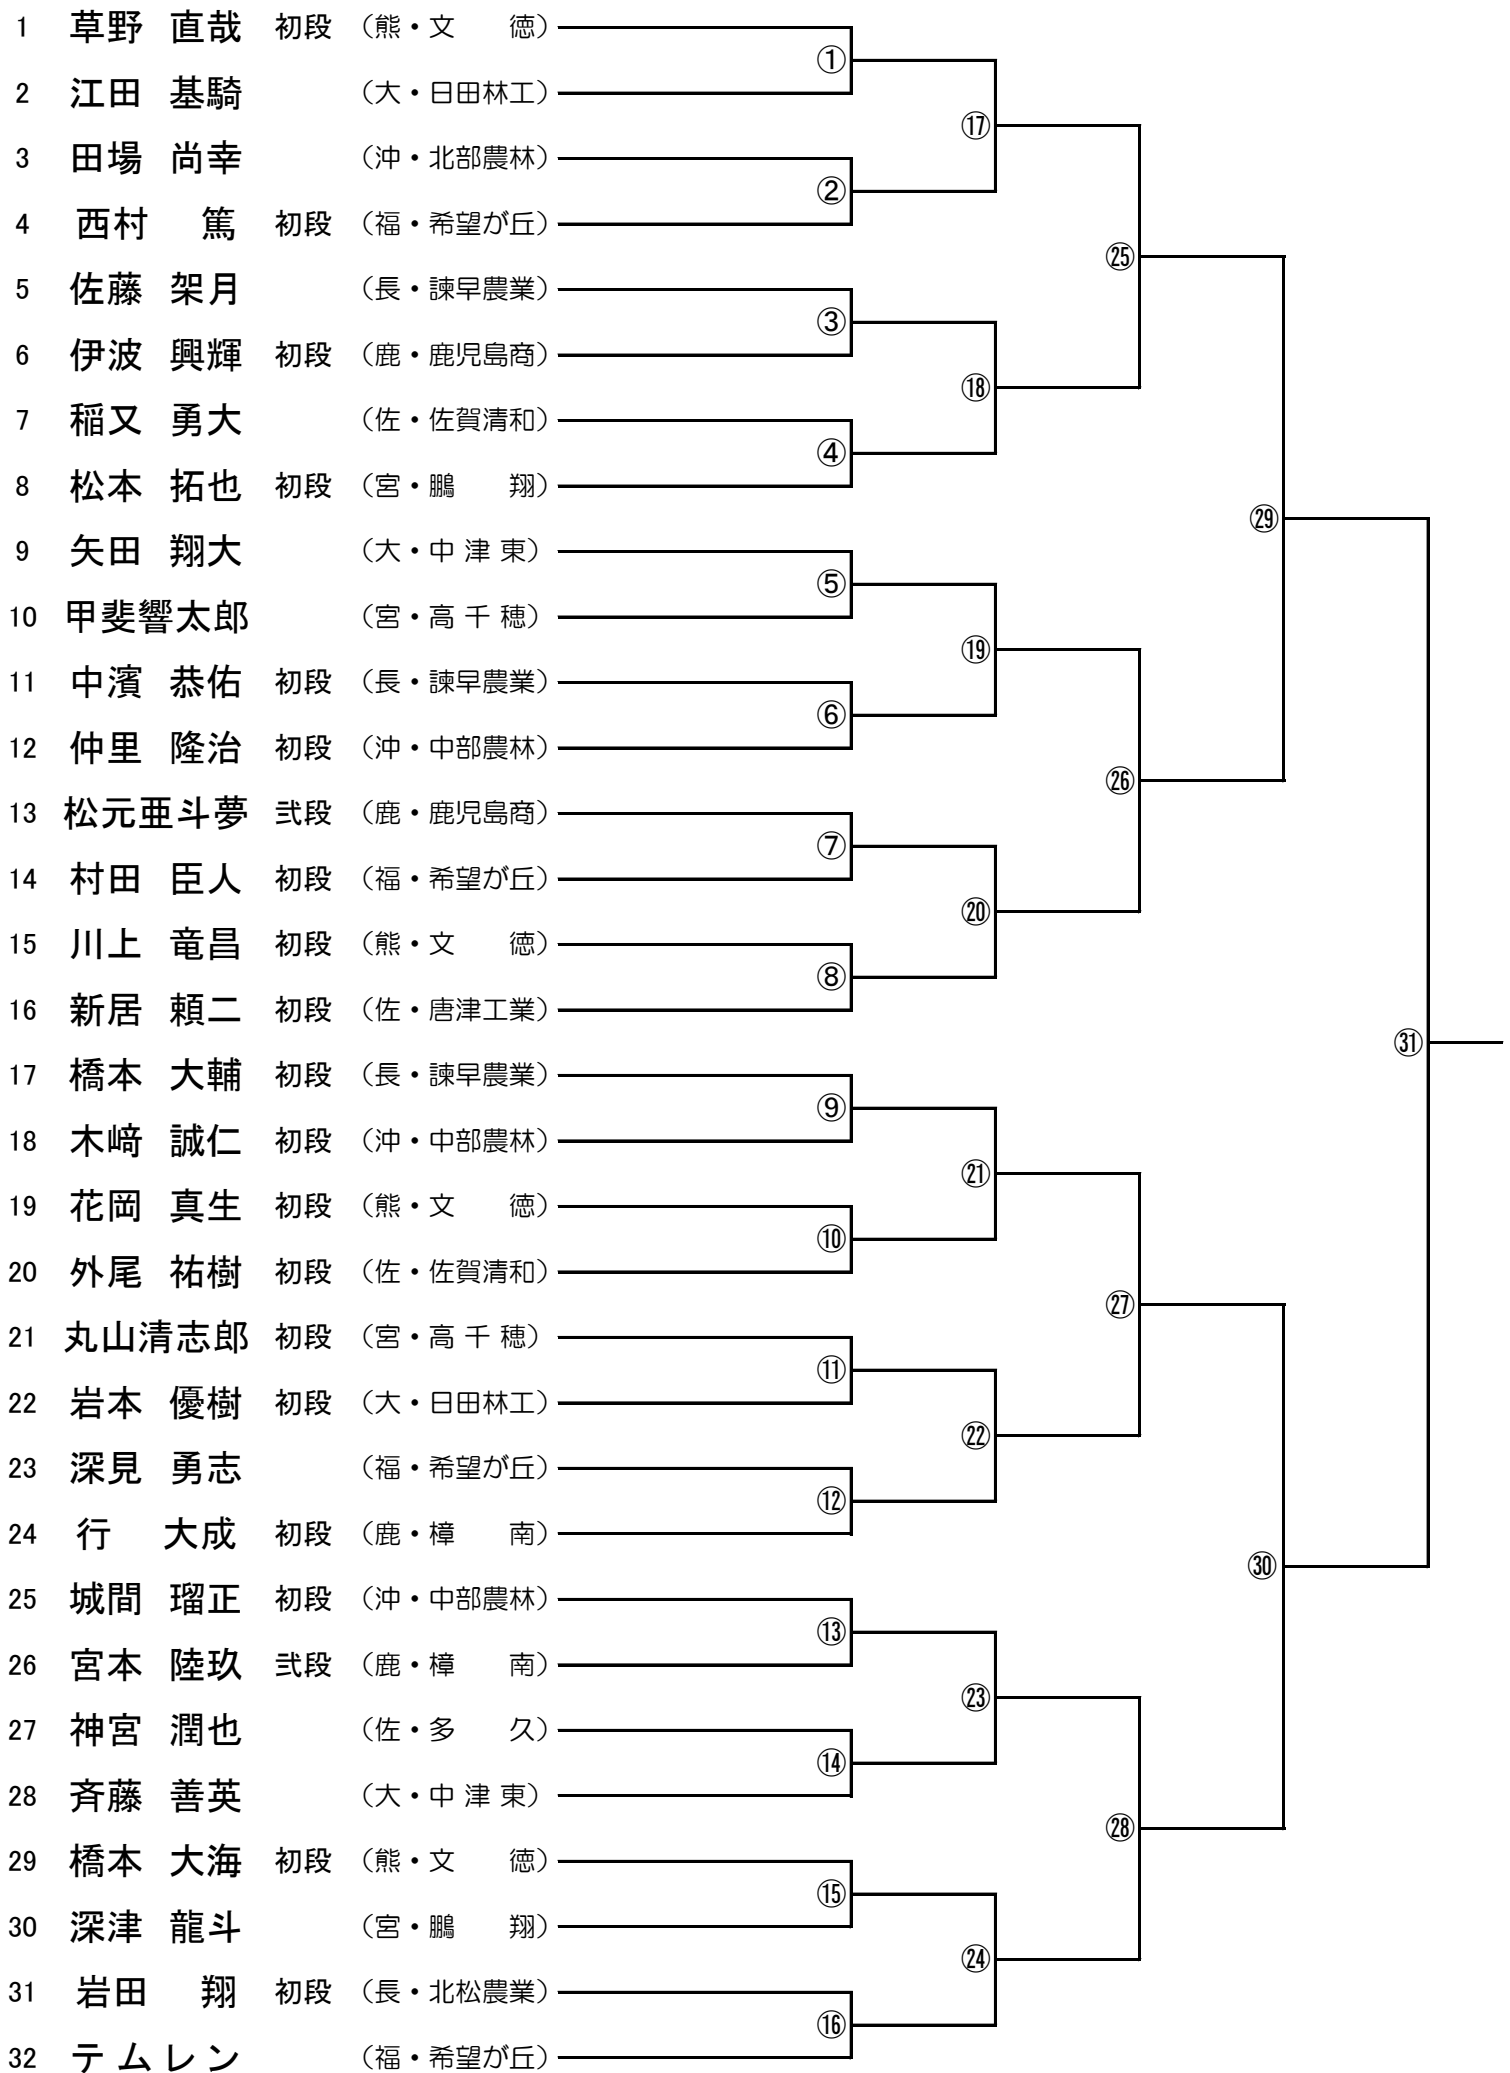 1 草野 直哉 初段 （熊・文 徳）
①
2 江田 基騎 （大・日田林工）
⑰
3 田場 尚幸 （沖・北部農林）
②
4 西村 篤 初段 （福・希望が丘）
㉕
5 佐藤 架月 （長・諫早農業）
③
6 伊波 興輝 初段 （鹿・鹿児島商）
⑱
7 稲又 勇大 （佐・佐賀清和）
④
8 松本 拓也 初段 （宮・鵬 翔）
㉙
9 矢田 翔大 （大・中 津 東）
⑤
10 甲斐響太郎 （宮・高 千 穂）
⑲
11 中濱 恭佑 初段 （長・諫早農業）
⑥
12 仲里 隆治 初段 （沖・中部農林）
㉖
13 松元亜斗夢 弐段 （鹿・鹿児島商）
⑦
14 村田 臣人 初段 （福・希望が丘）
⑳
15 川上 竜昌 初段 （熊・文 徳）
⑧
16 新居 頼二 初段 （佐・唐津工業）
㉛
17 橋本 大輔 初段 （長・諫早農業）
⑨
18 木﨑 誠仁 初段 （沖・中部農林）
㉑
19 花岡 真生 初段 （熊・文 徳）
⑩
20 外尾 祐樹 初段 （佐・佐賀清和）
㉗
21 丸山清志郎 初段 （宮・高 千 穂）
⑪
22 岩本 優樹 初段 （大・日田林工）
㉒
23 深見 勇志 （福・希望が丘）
⑫
24 行 大成 初段 （鹿・樟 南）
㉚
25 城間 瑠正 初段 （沖・中部農林）
⑬
26 宮本 陸玖 弐段 （鹿・樟 南）
㉓
27 神宮 潤也 （佐・多 久）
⑭
28 斉藤 善英 （大・中 津 東）
㉘
29 橋本 大海 初段 （熊・文 徳）
⑮
30 深津 龍斗 （宮・鵬 翔）
㉔
31 岩田 翔 初段 （長・北松農業）
⑯
32 テムレン （福・希望が丘）